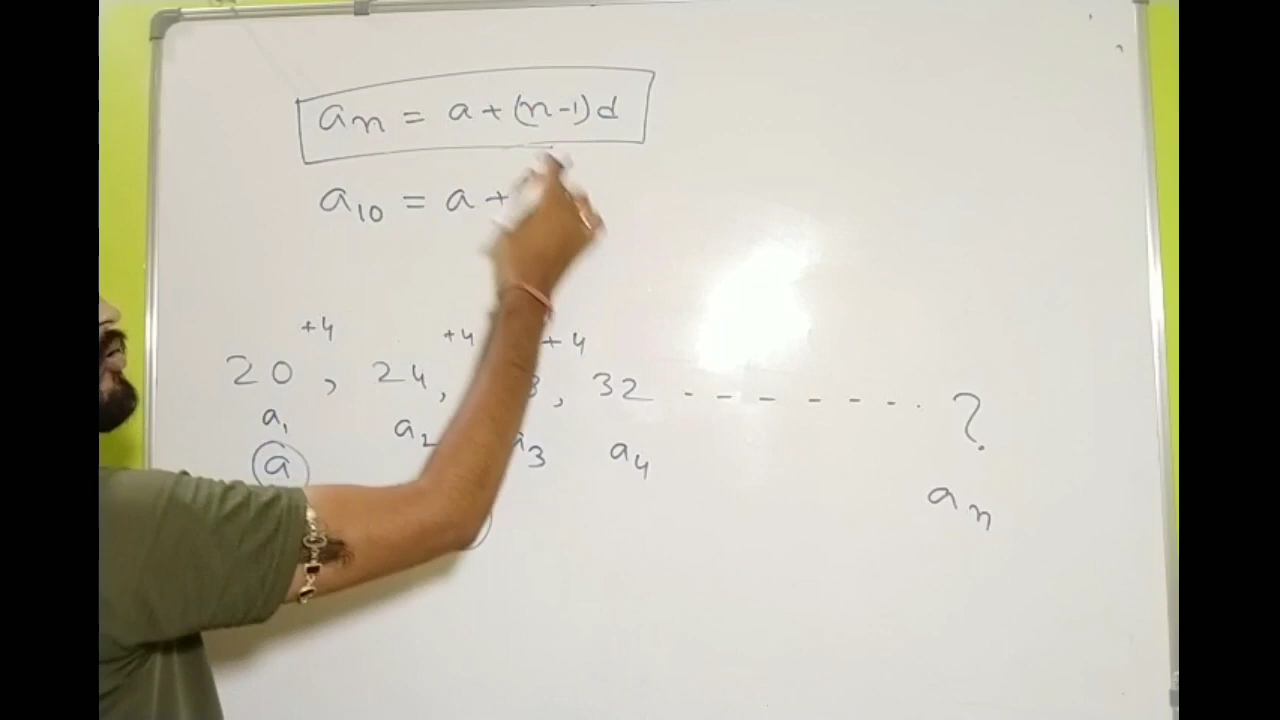 an = a + (n-1)d
a10 = a +
+4 +4 +4
20 , 24, 3, 32 - - - - - - - - ?
a1 a2 a3 a4
a an